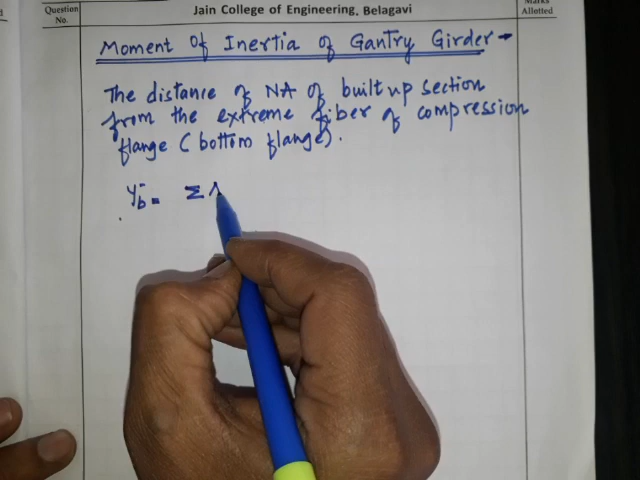 Question No.
Jain College of Engineering, Belagavi
Marks Allotted
Moment of Inertia of Gantry Girder →
The distance of NA of built up section
from the extreme fiber of compression
flange (bottom flange).
ȳb = Σ A